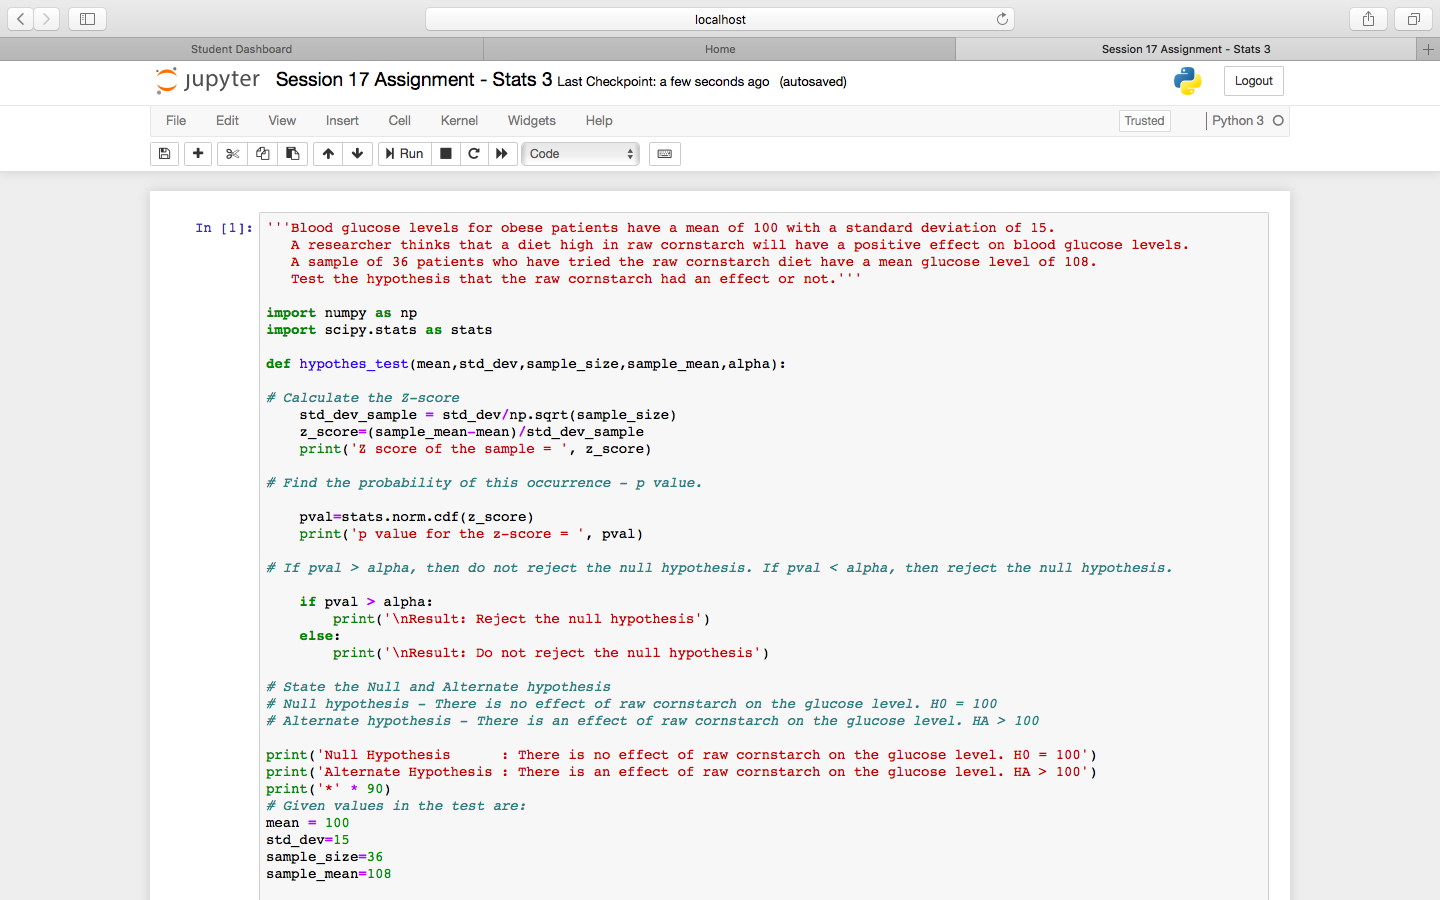 localhost
Student Dashboard
Home
Session 17 Assignment - Stats 3
+
jupyter Session 17 Assignment - Stats 3 Last Checkpoint: a few seconds ago (autosaved)
Logout
File Edit View Insert Cell Kernel Widgets Help
Trusted
Python 3
Run
Code
In [1]:
'''Blood glucose levels for obese patients have a mean of 100 with a standard deviation of 15.
A researcher thinks that a diet high in raw cornstarch will have a positive effect on blood glucose levels.
A sample of 36 patients who have tried the raw cornstarch diet have a mean glucose level of 108.
Test the hypothesis that the raw cornstarch had an effect or not.'''
import numpy as np
import scipy.stats as stats
def hypothes_test(mean,std_dev,sample_size,sample_mean,alpha):
# Calculate the Z-score
std_dev_sample = std_dev/np.sqrt(sample_size)
z_score=(sample_mean-mean)/std_dev_sample
print('Z score of the sample = ', z_score)
# Find the probability of this occurrence - p value.
pval=stats.norm.cdf(z_score)
print('p value for the z-score = ', pval)
# If pval > alpha, then do not reject the null hypothesis. If pval < alpha, then reject the null hypothesis.
if pval > alpha:
print('\nResult: Reject the null hypothesis')
else:
print('\nResult: Do not reject the null hypothesis')
# State the Null and Alternate hypothesis
# Null hypothesis - There is no effect of raw cornstarch on the glucose level. H0 = 100
# Alternate hypothesis - There is an effect of raw cornstarch on the glucose level. HA > 100
print('Null Hypothesis      : There is no effect of raw cornstarch on the glucose level. H0 = 100')
print('Alternate Hypothesis : There is an effect of raw cornstarch on the glucose level. HA > 100')
print('*' * 90)
# Given values in the test are:
mean = 100
std_dev=15
sample_size=36
sample_mean=108